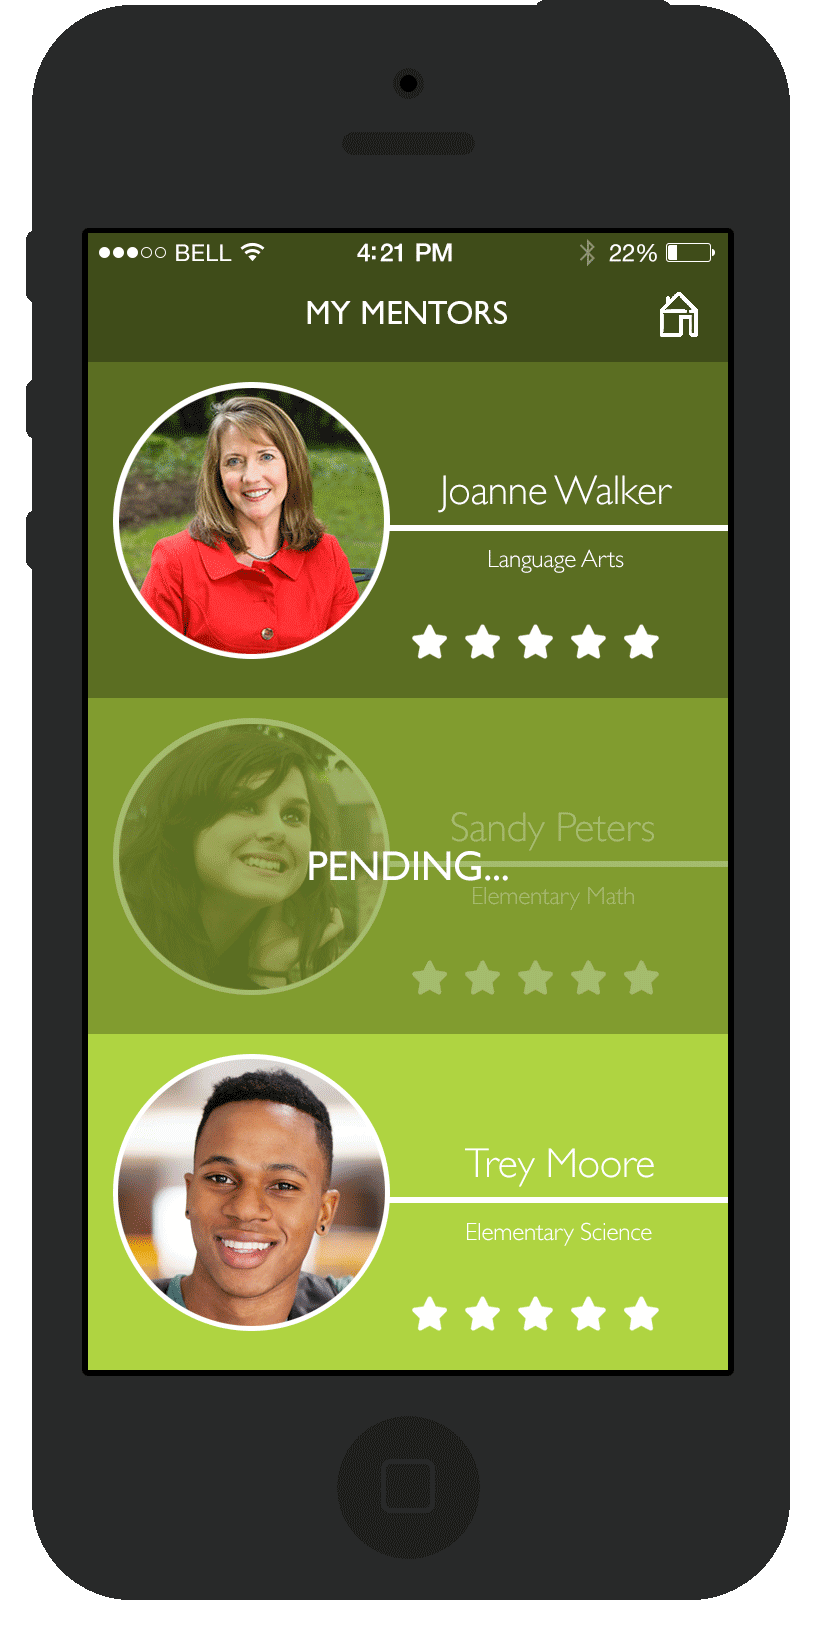 BELL 4:21 PM 22%
MY MENTORS
Joanne Walker
Language Arts
Sandy Peters
PENDING...
Elementary Math
Trey Moore
Elementary Science